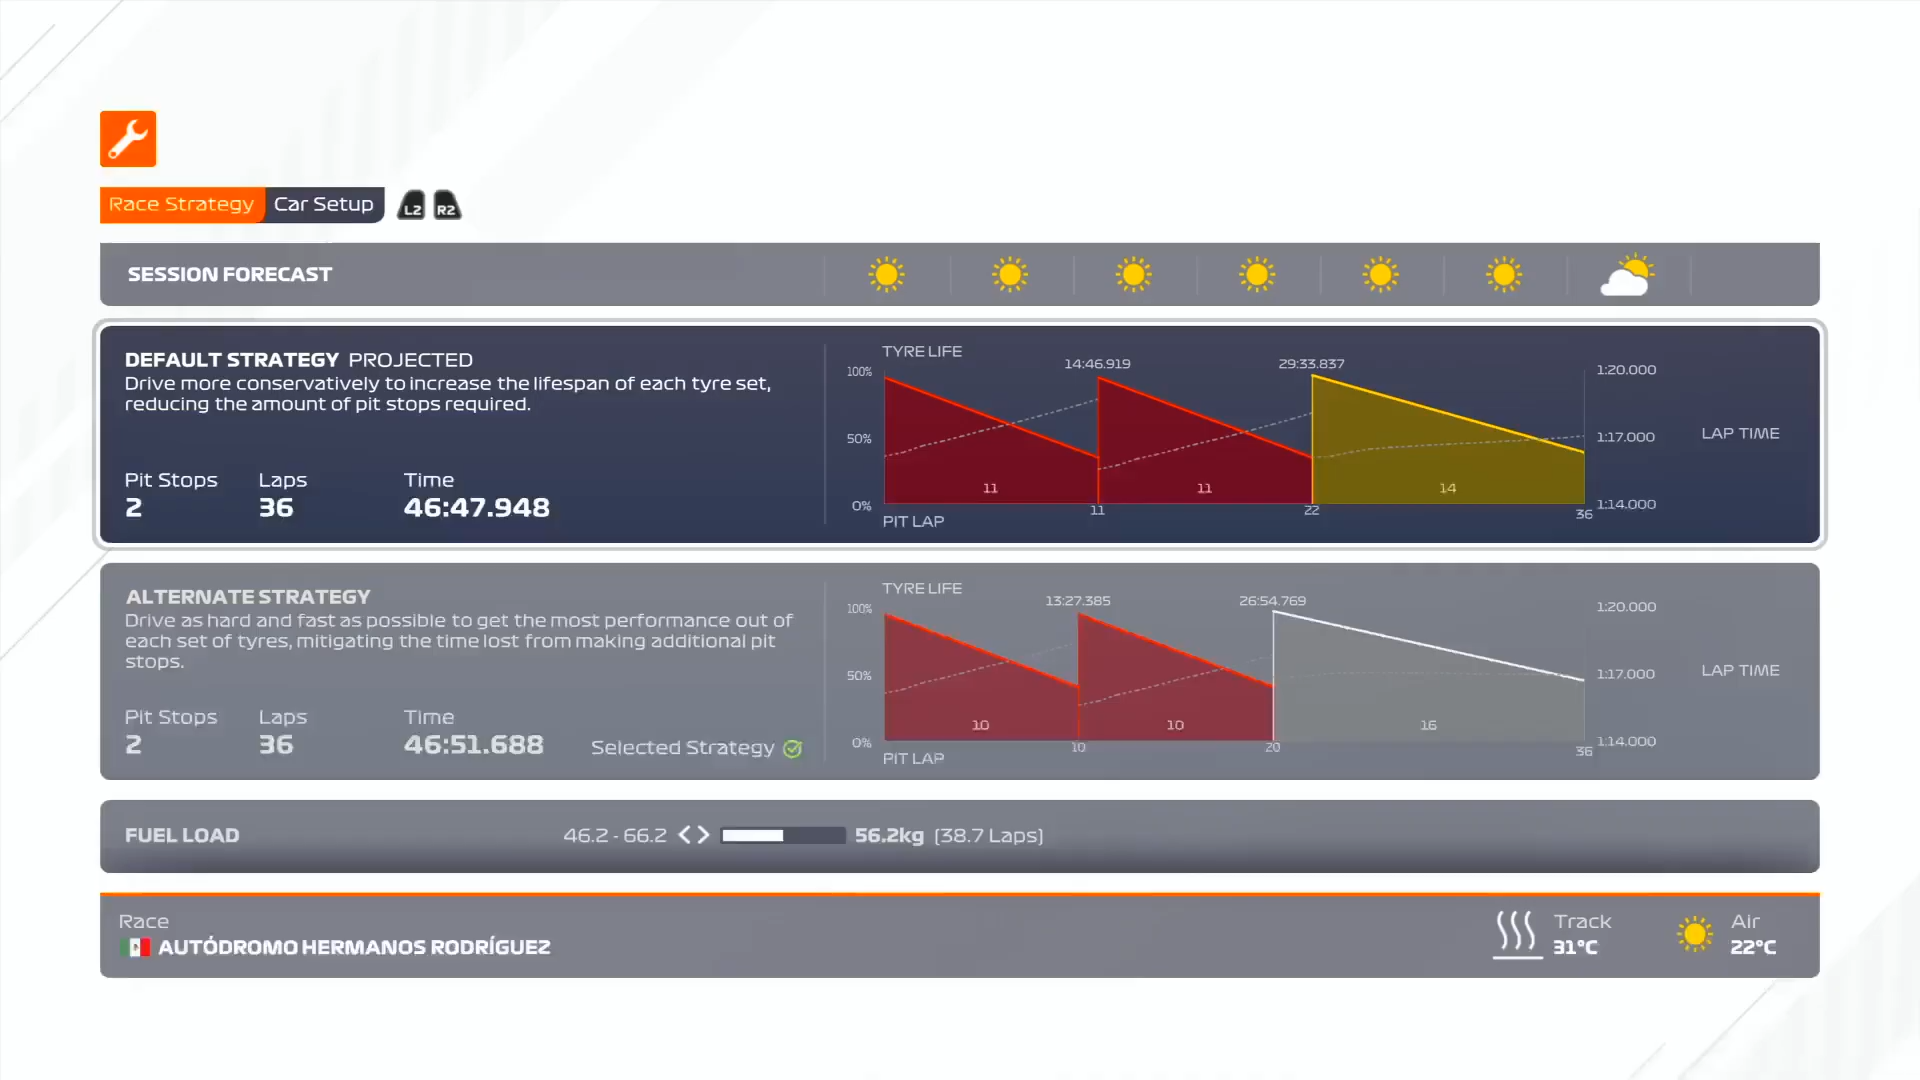 Race Strategy Car Setup L2 R2
SESSION FORECAST
DEFAULT STRATEGY PROJECTED
Drive more conservatively to increase the lifespan of each tyre set,
reducing the amount of pit stops required.
Pit Stops Laps Time
2 36 46:47.948
TYRE LIFE
14:46.919 29:33.837
100% 1:20.000
50% 1:17.000 LAP TIME
11 11 14
0% 11 22 36 1:14.000
PIT LAP
ALTERNATE STRATEGY
Drive as hard and fast as possible to get the most performance out of
each set of tyres, mitigating the time lost from making additional pit
stops.
Pit Stops Laps Time
2 36 46:51.688 Selected Strategy
TYRE LIFE
13:27.385 26:54.769
100% 1:20.000
50% 1:17.000 LAP TIME
10 10 16
0% 10 20 36 1:14.000
PIT LAP
FUEL LOAD 46.2 - 66.2 < > 56.2kg (38.7 Laps)
Race
AUTÓDROMO HERMANOS RODRÍGUEZ
Track
31°C
Air
22°C